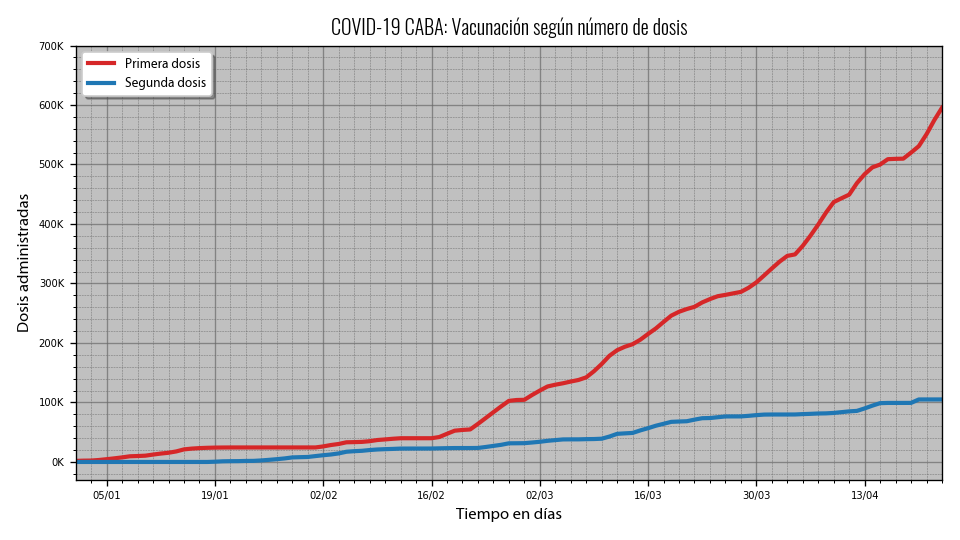 COVID-19 CABA: Vacunación según número de dosis
700K
600K
500K
400K
300K
200K
100K
0K
Dosis administradas
Primera dosis
Segunda dosis
05/01 19/01 02/02 16/02 02/03 16/03 30/03 13/04
Tiempo en días